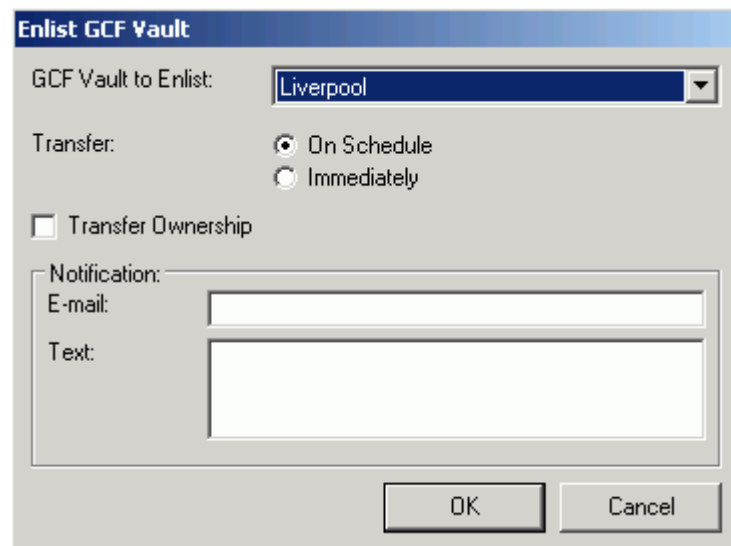 Enlist GCF Vault
GCF Vault to Enlist:
Liverpool
Transfer:
On Schedule
Immediately
Transfer Ownership
Notification:
E-mail:
Text:
OK
Cancel